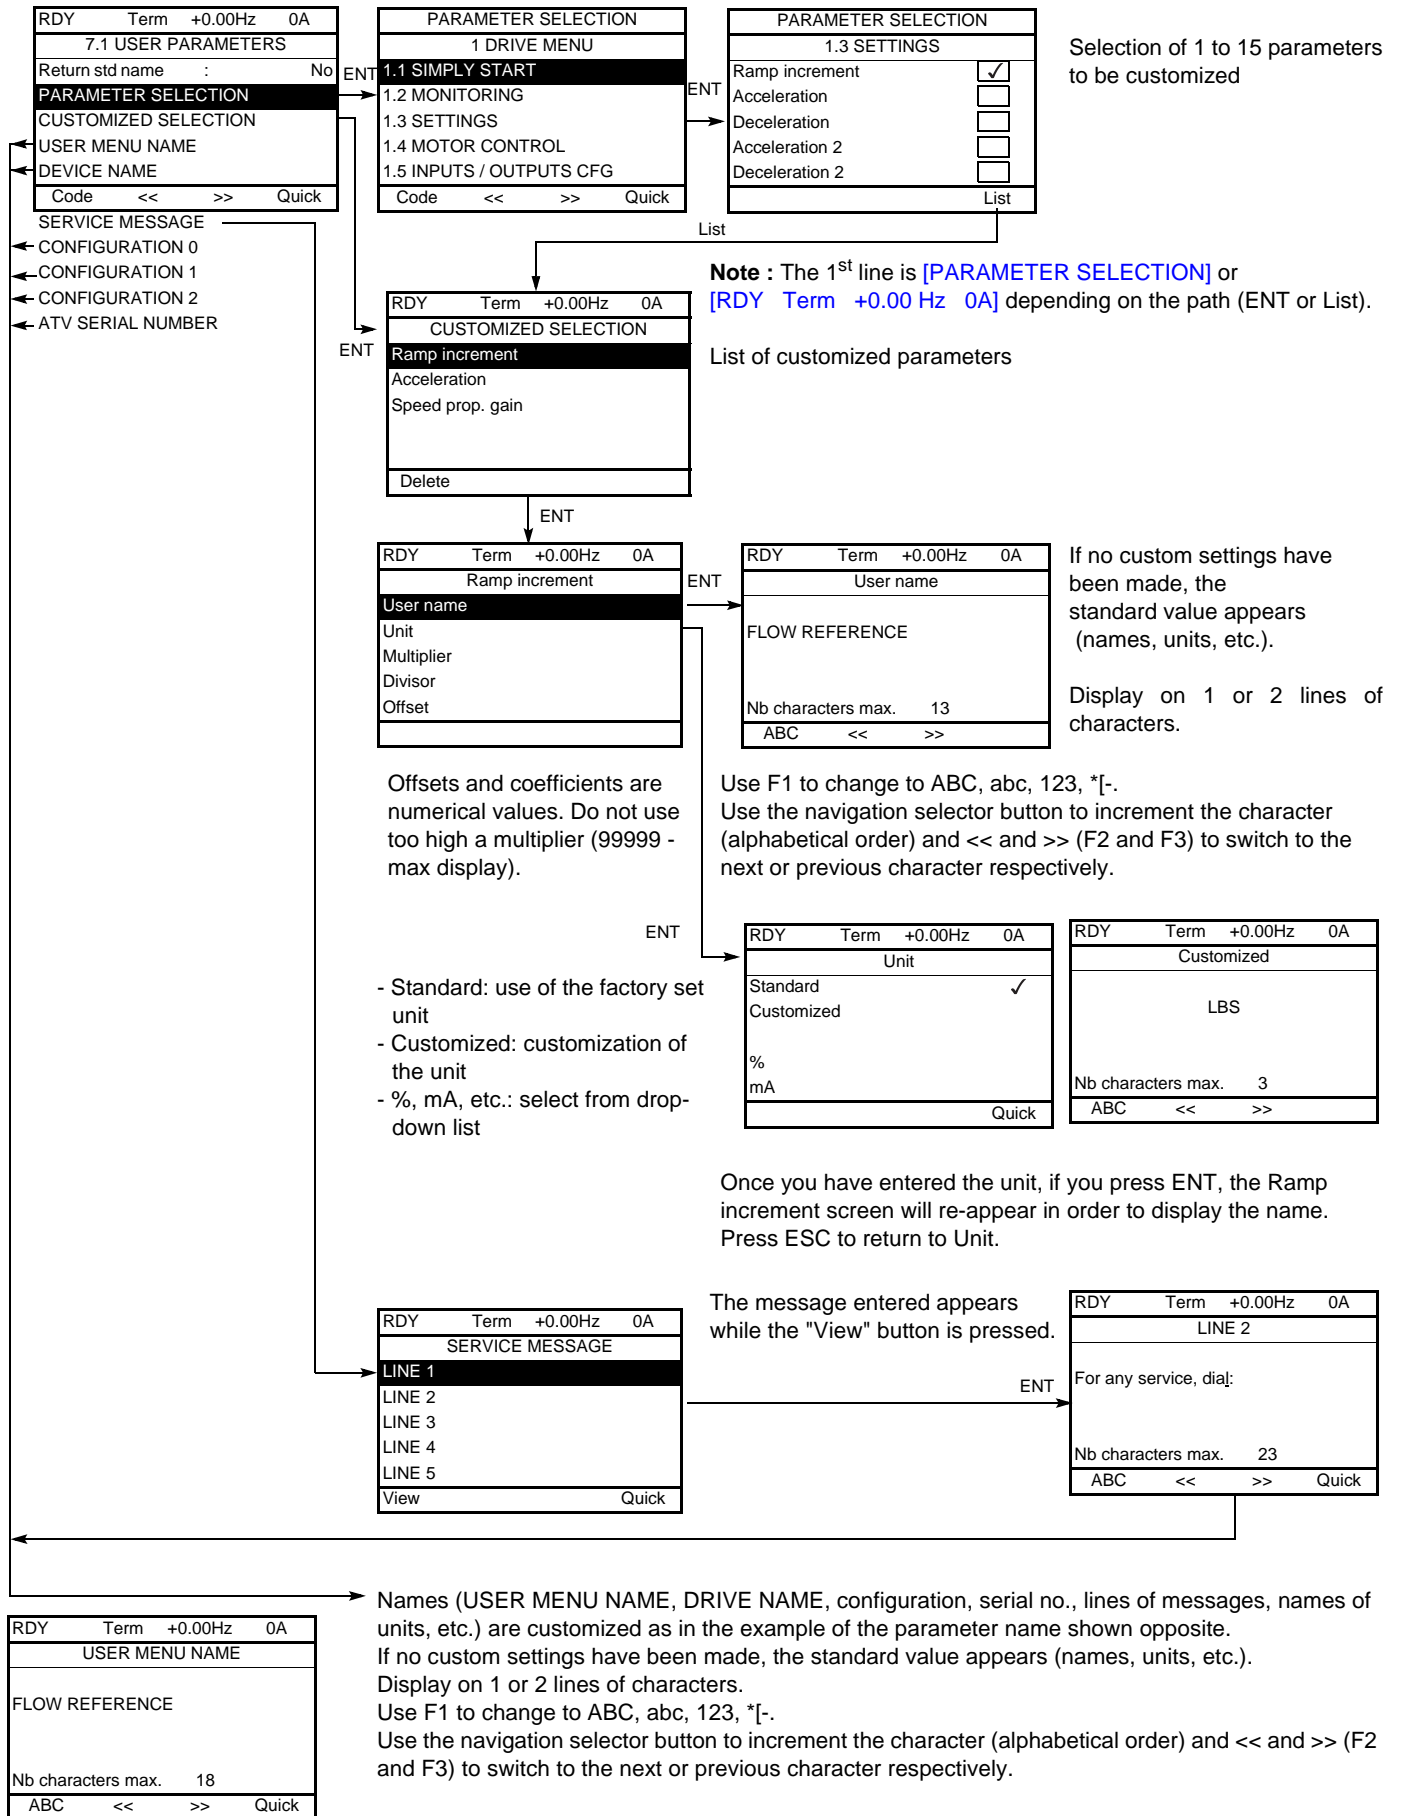 RDY Term +0.00Hz 0A
7.1 USER PARAMETERS
Return std name : No
PARAMETER SELECTION
CUSTOMIZED SELECTION
USER MENU NAME
DEVICE NAME
Code << >> Quick
SERVICE MESSAGE
CONFIGURATION 0
CONFIGURATION 1
CONFIGURATION 2
ATV SERIAL NUMBER
ENT
PARAMETER SELECTION
1 DRIVE MENU
1.1 SIMPLY START
1.2 MONITORING
1.3 SETTINGS
1.4 MOTOR CONTROL
1.5 INPUTS / OUTPUTS CFG
Code << >> Quick
ENT
PARAMETER SELECTION
1.3 SETTINGS
Ramp increment ✓
Acceleration
Deceleration
Acceleration 2
Deceleration 2
List
Selection of 1 to 15 parameters
to be customized
List
Note : The 1st line is [PARAMETER SELECTION] or
[RDY Term +0.00 Hz 0A] depending on the path (ENT or List).
ENT
RDY Term +0.00Hz 0A
CUSTOMIZED SELECTION
Ramp increment
Acceleration
Speed prop. gain
Delete
List of customized parameters
ENT
RDY Term +0.00Hz 0A
Ramp increment
User name
Unit
Multiplier
Divisor
Offset
ENT
RDY Term +0.00Hz 0A
User name
FLOW REFERENCE
Nb characters max. 13
ABC << >>
If no custom settings have
been made, the
standard value appears
(names, units, etc.).
Display on 1 or 2 lines of
characters.
Offsets and coefficients are
numerical values. Do not use
too high a multiplier (99999 -
max display).
Use F1 to change to ABC, abc, 123, *[-.
Use the navigation selector button to increment the character
(alphabetical order) and << and >> (F2 and F3) to switch to the
next or previous character respectively.
ENT
- Standard: use of the factory set
unit
- Customized: customization of
the unit
- %, mA, etc.: select from drop-
down list
RDY Term +0.00Hz 0A
Unit
Standard ✓
Customized
%
mA
Quick
RDY Term +0.00Hz 0A
Customized
LBS
Nb characters max. 3
ABC << >>
Once you have entered the unit, if you press ENT, the Ramp
increment screen will re-appear in order to display the name.
Press ESC to return to Unit.
RDY Term +0.00Hz 0A
SERVICE MESSAGE
LINE 1
LINE 2
LINE 3
LINE 4
LINE 5
View Quick
The message entered appears
while the "View" button is pressed.
ENT
RDY Term +0.00Hz 0A
LINE 2
For any service, dial:
Nb characters max. 23
ABC << >> Quick
Names (USER MENU NAME, DRIVE NAME, configuration, serial no., lines of messages, names of
units, etc.) are customized as in the example of the parameter name shown opposite.
If no custom settings have been made, the standard value appears (names, units, etc.).
Display on 1 or 2 lines of characters.
Use F1 to change to ABC, abc, 123, *[-.
Use the navigation selector button to increment the character (alphabetical order) and << and >> (F2
and F3) to switch to the next or previous character respectively.
RDY Term +0.00Hz 0A
USER MENU NAME
FLOW REFERENCE
Nb characters max. 18
ABC << >> Quick